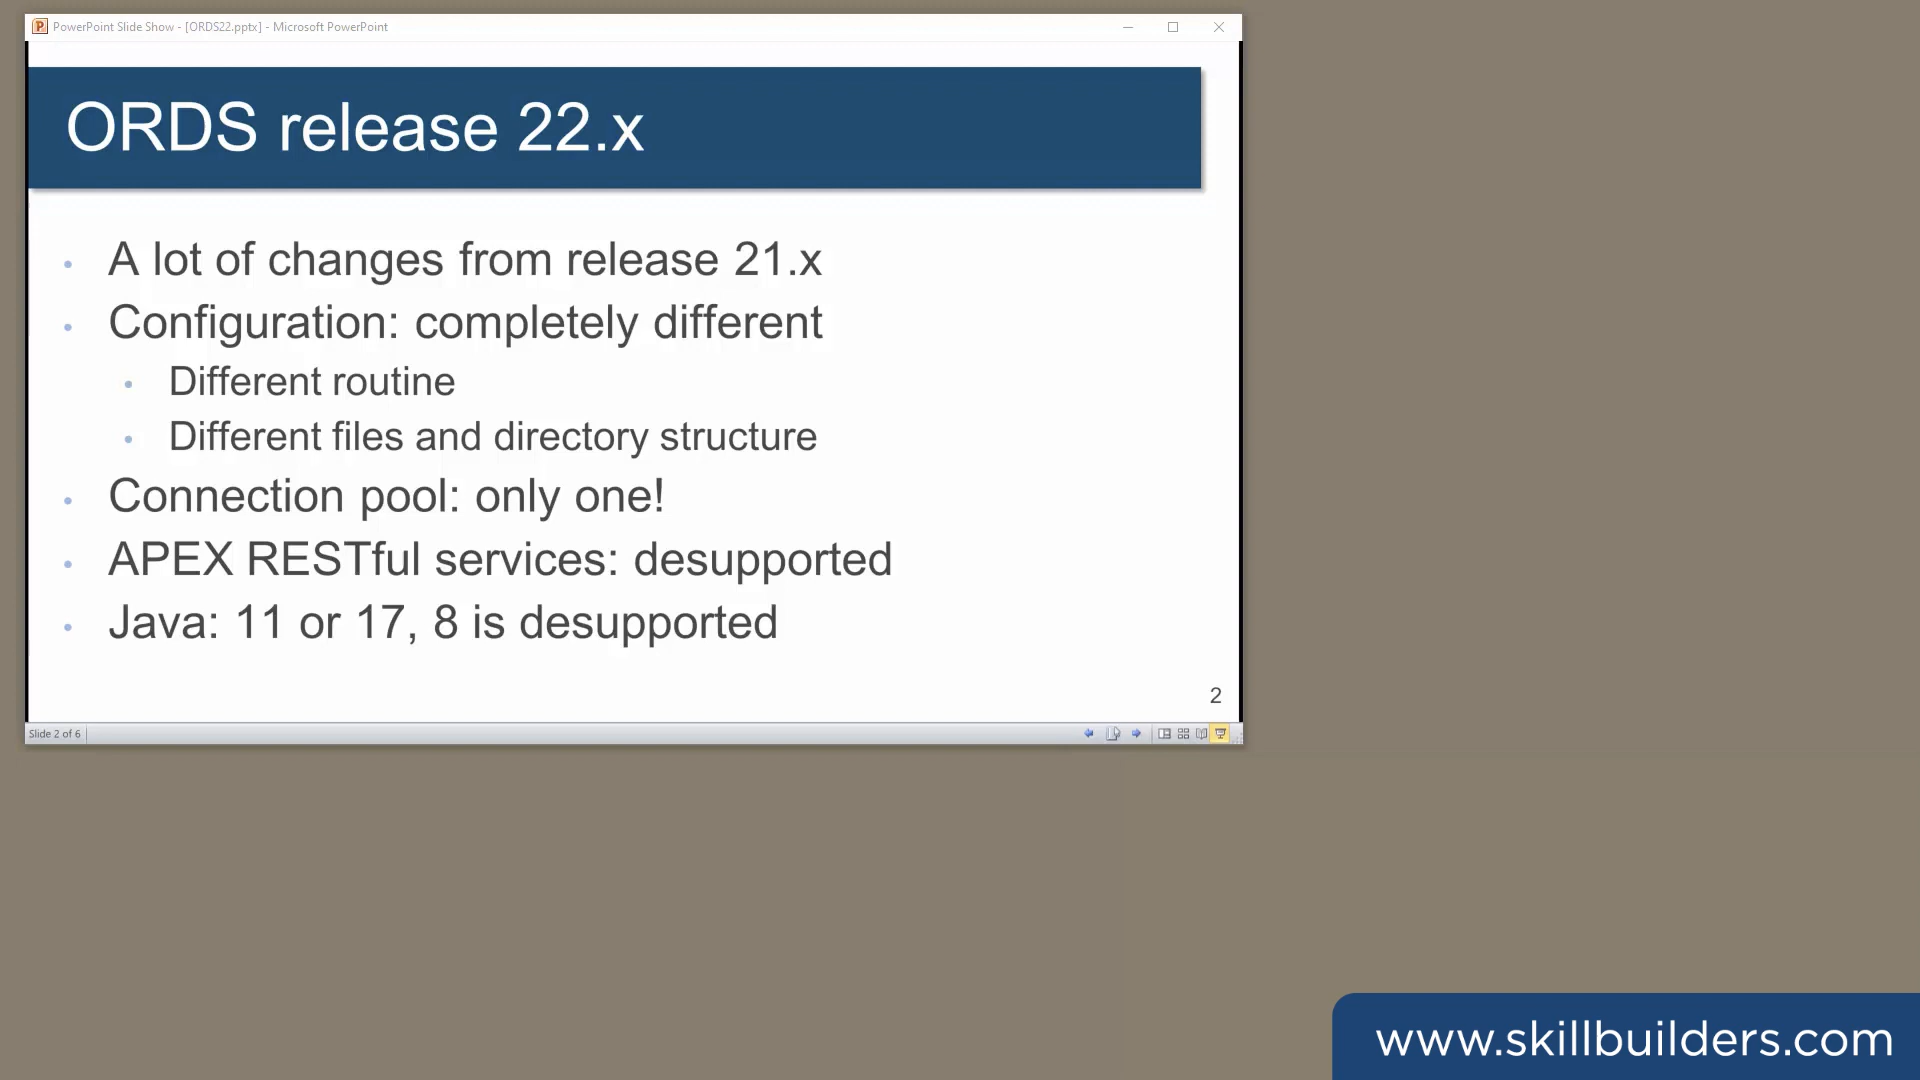 PowerPoint Slide Show - [ORDS22.pptx] - Microsoft PowerPoint
ORDS release 22.x
• A lot of changes from release 21.x
• Configuration: completely different
• Different routine
• Different files and directory structure
• Connection pool: only one!
• APEX RESTful services: desupported
• Java: 11 or 17, 8 is desupported
2
Slide 2 of 6
www.skillbuilders.com